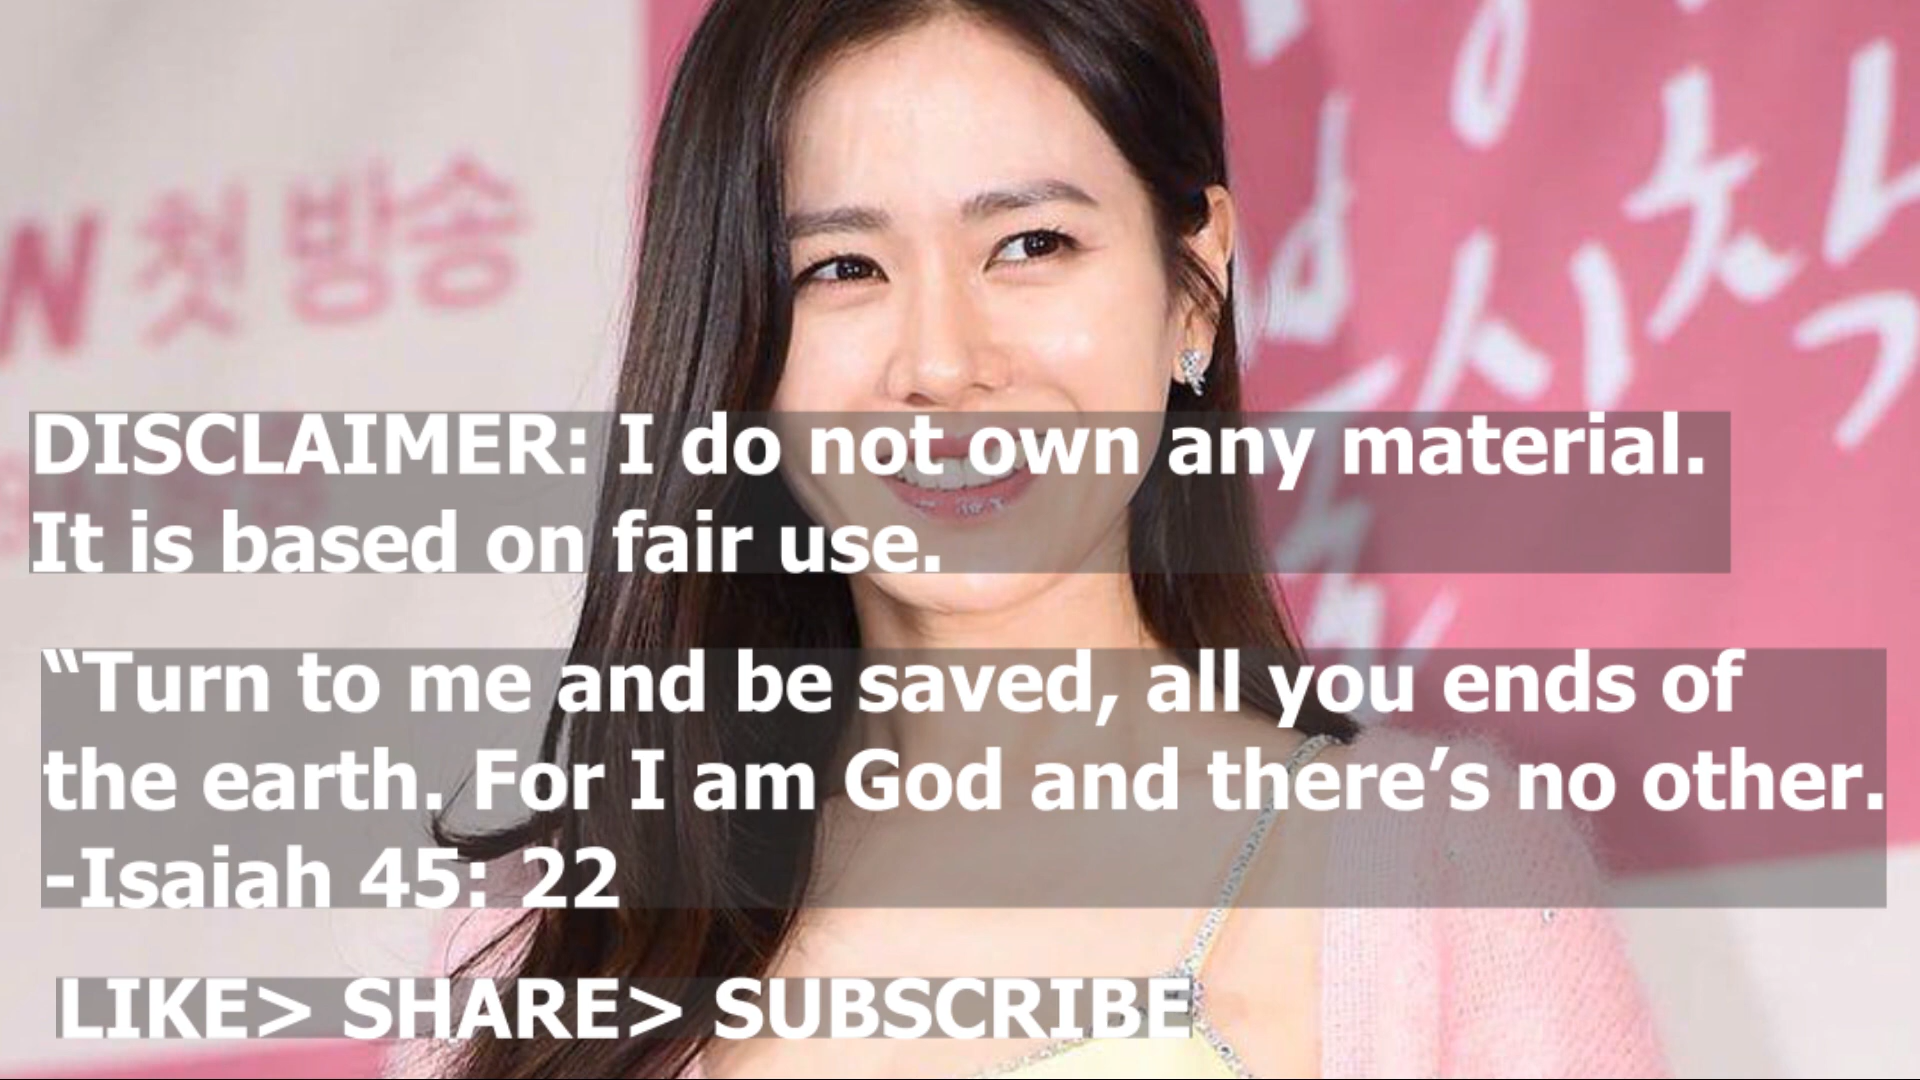 N 첫 방송
DISCLAIMER: I do not own any material.
It is based on fair use.
“Turn to me and be saved, all you ends of
the earth. For I am God and there’s no other.
-Isaiah 45: 22
LIKE> SHARE> SUBSCRIBE